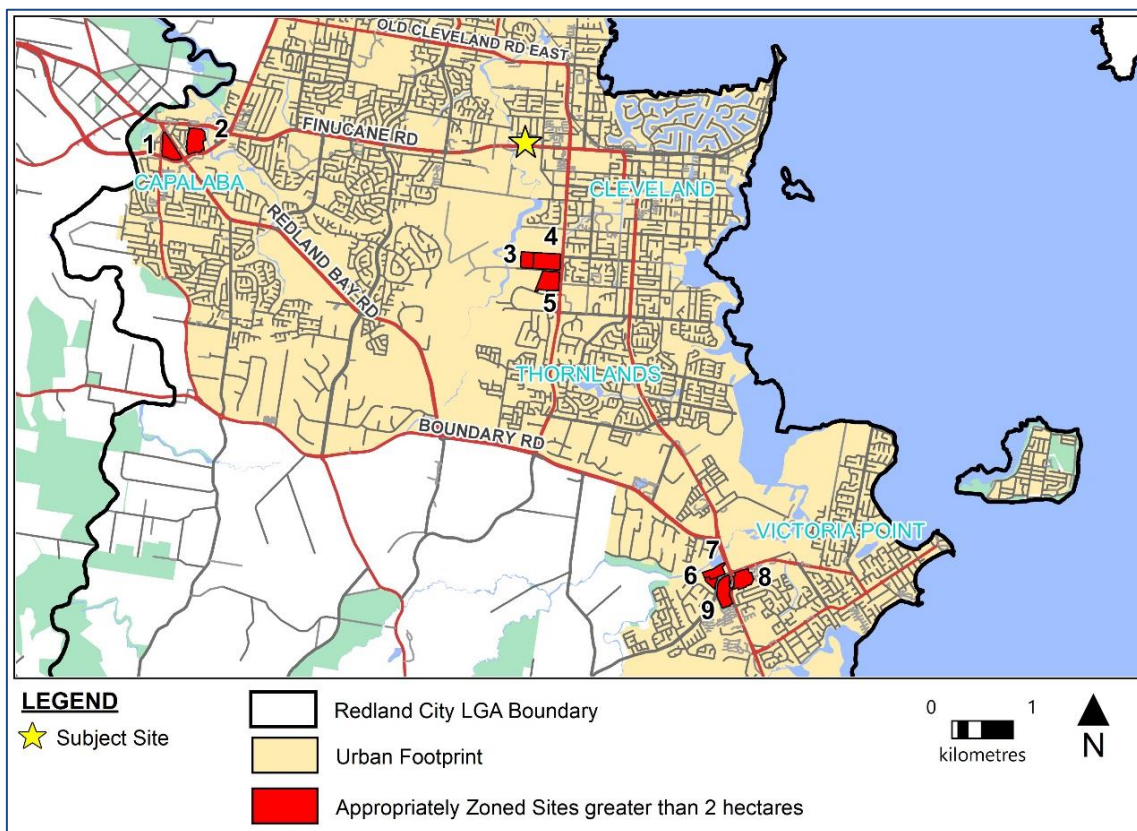 OLD CLEVELAND RD EAST
FINUCANE RD
1
2
CAPALABA
CLEVELAND
REDLAND BAY RD
3
4
5
THORNLANDS
BOUNDARY RD
VICTORIA POINT
7
6
8
9
LEGEND
Subject Site
Redland City LGA Boundary
Urban Footprint
Appropriately Zoned Sites greater than 2 hectares
0 1
kilometres
N